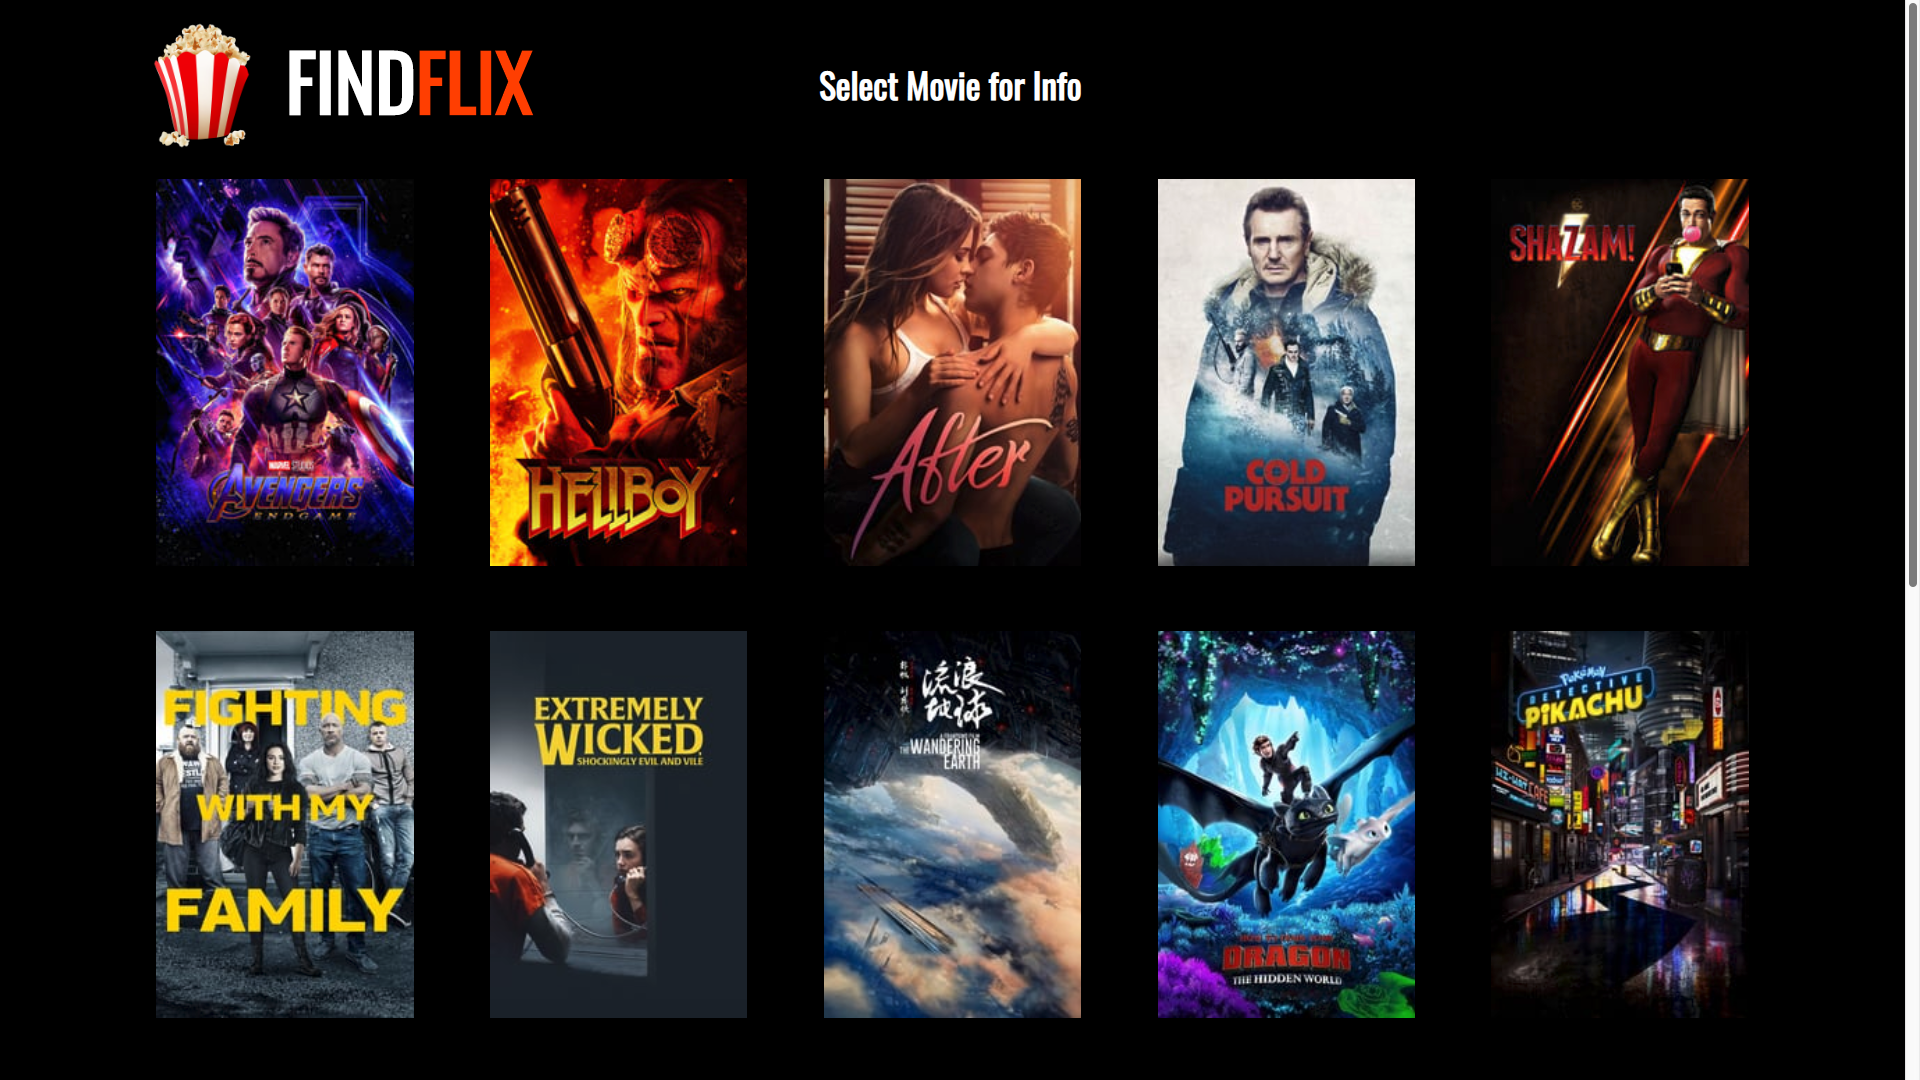 FINDFLIX
Select Movie for Info
MARVEL STUDIOS
AVENGERS
ENDGAME
HELLBOY
After
COLD
PURSUIT
DC
SHAZAM!
FIGHTING
WITH MY
FAMILY
EXTREMELY
WICKED,
SHOCKINGLY EVIL AND VILE
流浪
地球
THE WANDERING
EARTH
DRAGON
THE HIDDEN WORLD
POKÉMON
DETECTIVE
PIKACHU